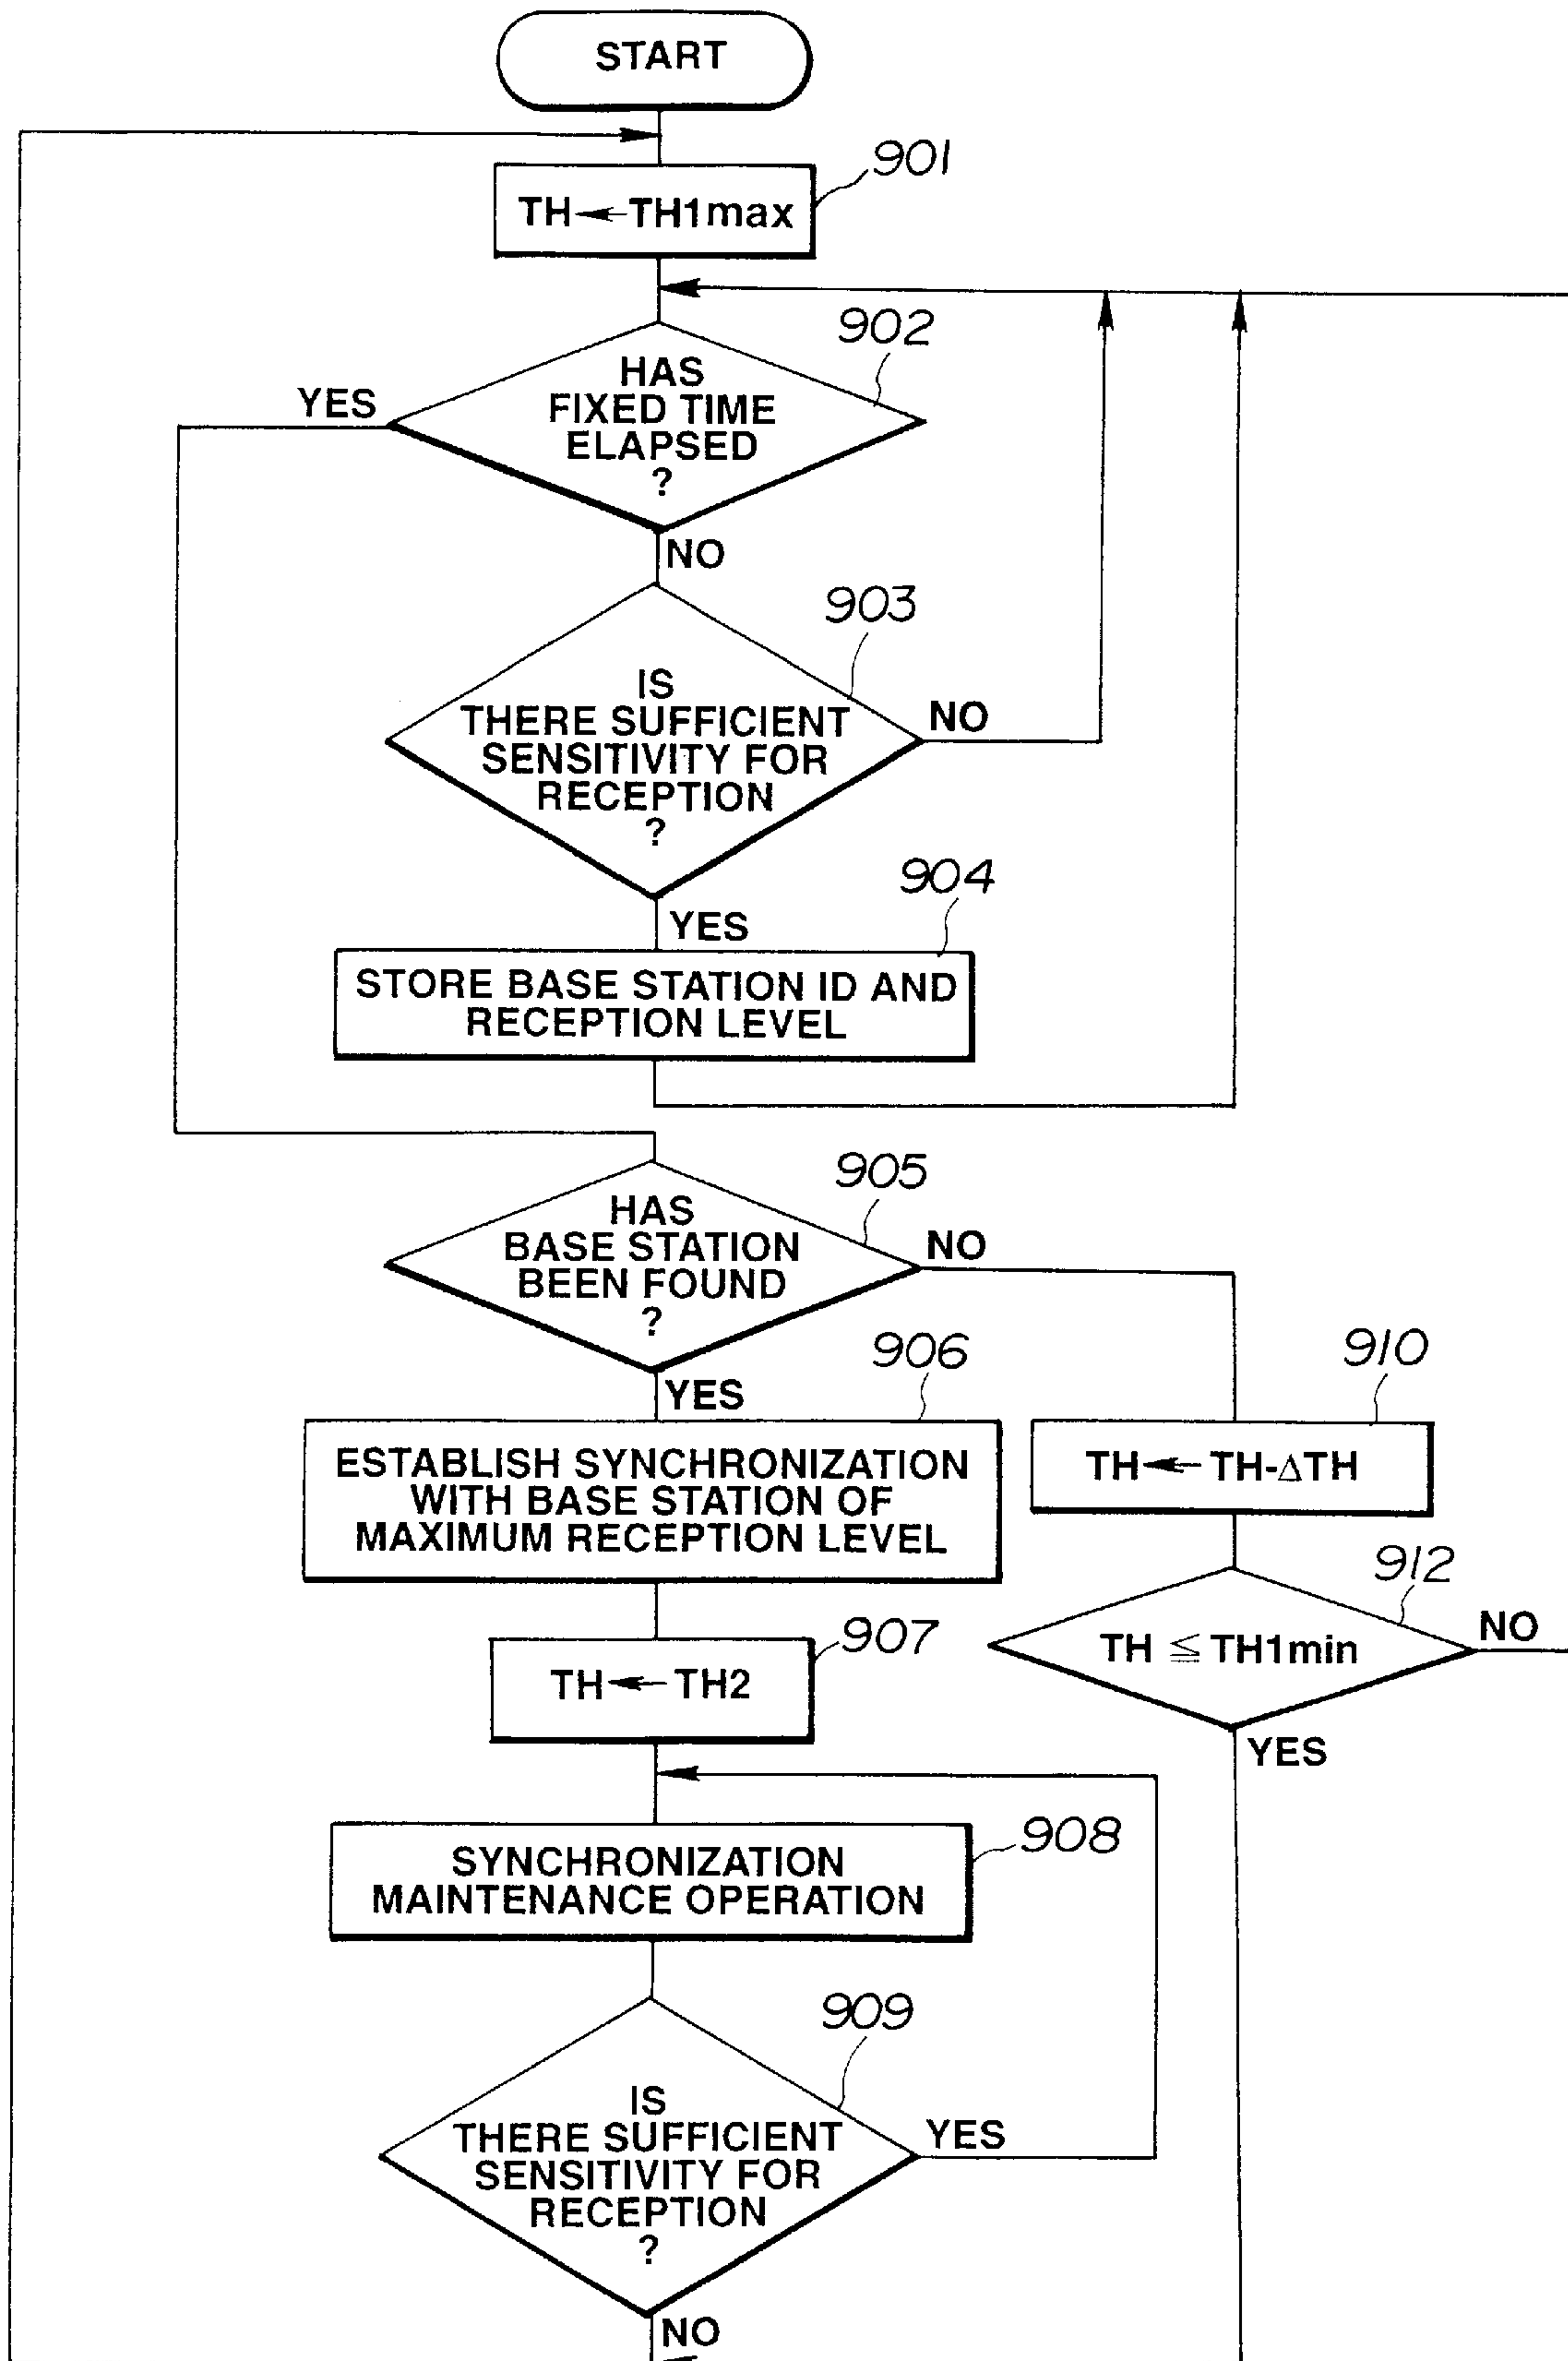 START
901
TH←TH1max
902
HAS
FIXED TIME
ELAPSED
?
YES
NO
903
IS
THERE SUFFICIENT
SENSITIVITY FOR
RECEPTION
?
NO
YES
904
STORE BASE STATION ID AND
RECEPTION LEVEL
905
HAS
BASE STATION
BEEN FOUND
?
NO
YES
906
ESTABLISH SYNCHRONIZATION
WITH BASE STATION OF
MAXIMUM RECEPTION LEVEL
910
TH←TH-ΔTH
912
TH ≦ TH1min
NO
YES
907
TH←TH2
908
SYNCHRONIZATION
MAINTENANCE OPERATION
909
IS
THERE SUFFICIENT
SENSITIVITY FOR
RECEPTION
?
YES
NO